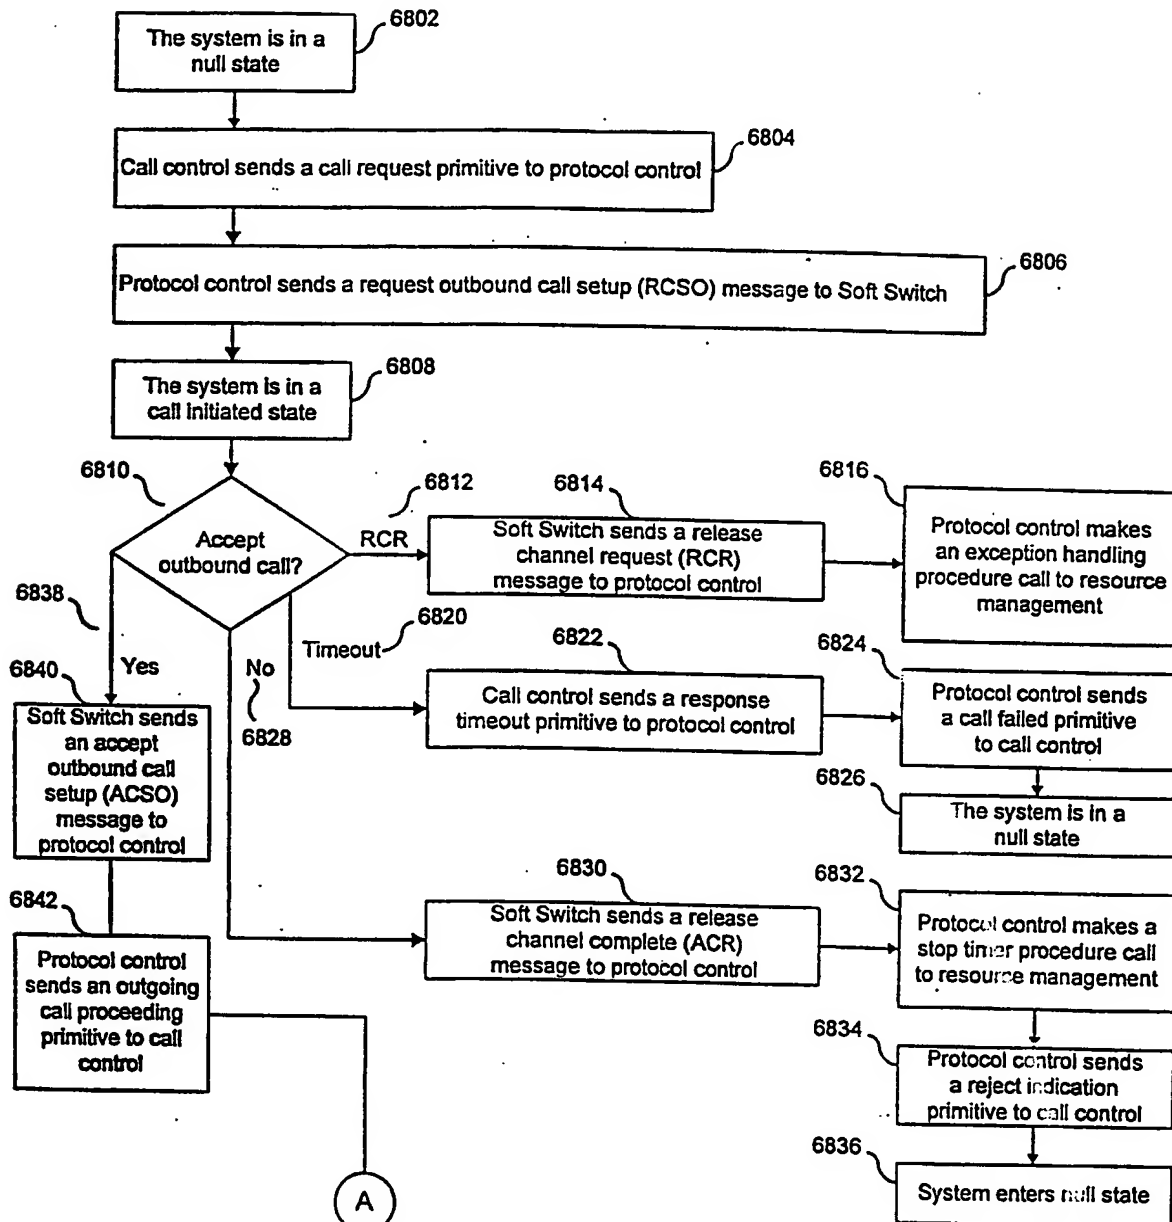 6802
The system is in a
null state
6804
Call control sends a call request primitive to protocol control
6806
Protocol control sends a request outbound call setup (RCSO) message to Soft Switch
6808
The system is in a
call initiated state
6810
Accept
outbound call?
6812
RCR
6814
Soft Switch sends a release
channel request (RCR)
message to protocol control
6816
Protocol control makes
an exception handling
procedure call to resource
management
6820
Timeout
6822
Call control sends a response
timeout primitive to protocol control
6824
Protocol control sends
a call failed primitive
to call control
6826
The system is in a
null state
No
6828
6830
Soft Switch sends a release
channel complete (ACR)
message to protocol control
6832
Protocol control makes a
stop timer procedure call
to resource management
6834
Protocol control sends
a reject indication
primitive to call control
6836
System enters null state
6838
Yes
6840
Soft Switch sends
an accept
outbound call
setup (ACSO)
message to
protocol control
6842
Protocol control
sends an outgoing
call proceeding
primitive to call
control
A